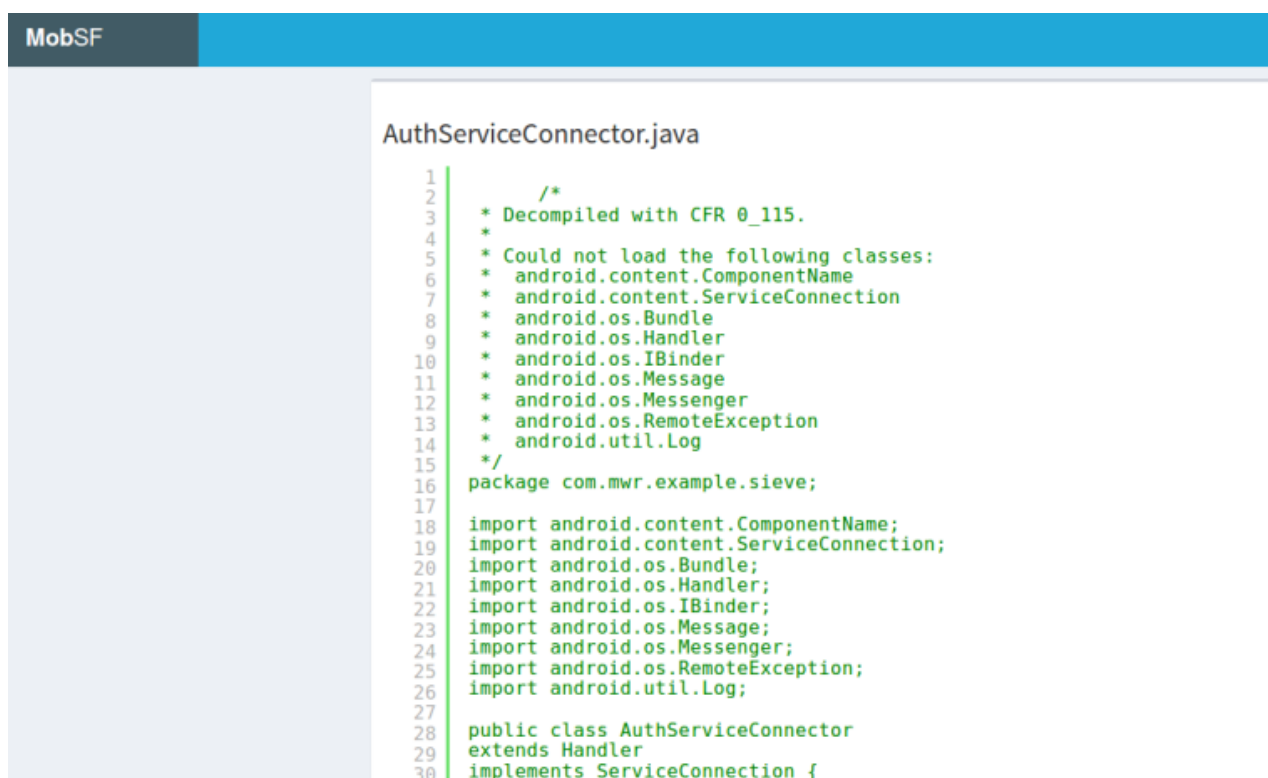 MobSF
AuthServiceConnector.java
1
2 /*
3 * Decompiled with CFR 0_115.
4 *
5 * Could not load the following classes:
6 * android.content.ComponentName
7 * android.content.ServiceConnection
8 * android.os.Bundle
9 * android.os.Handler
10 * android.os.IBinder
11 * android.os.Message
12 * android.os.Messenger
13 * android.os.RemoteException
14 * android.util.Log
15 */
16 package com.mwr.example.sieve;
17
18 import android.content.ComponentName;
19 import android.content.ServiceConnection;
20 import android.os.Bundle;
21 import android.os.Handler;
22 import android.os.IBinder;
23 import android.os.Message;
24 import android.os.Messenger;
25 import android.os.RemoteException;
26 import android.util.Log;
27
28 public class AuthServiceConnector
29 extends Handler
30 implements ServiceConnection {